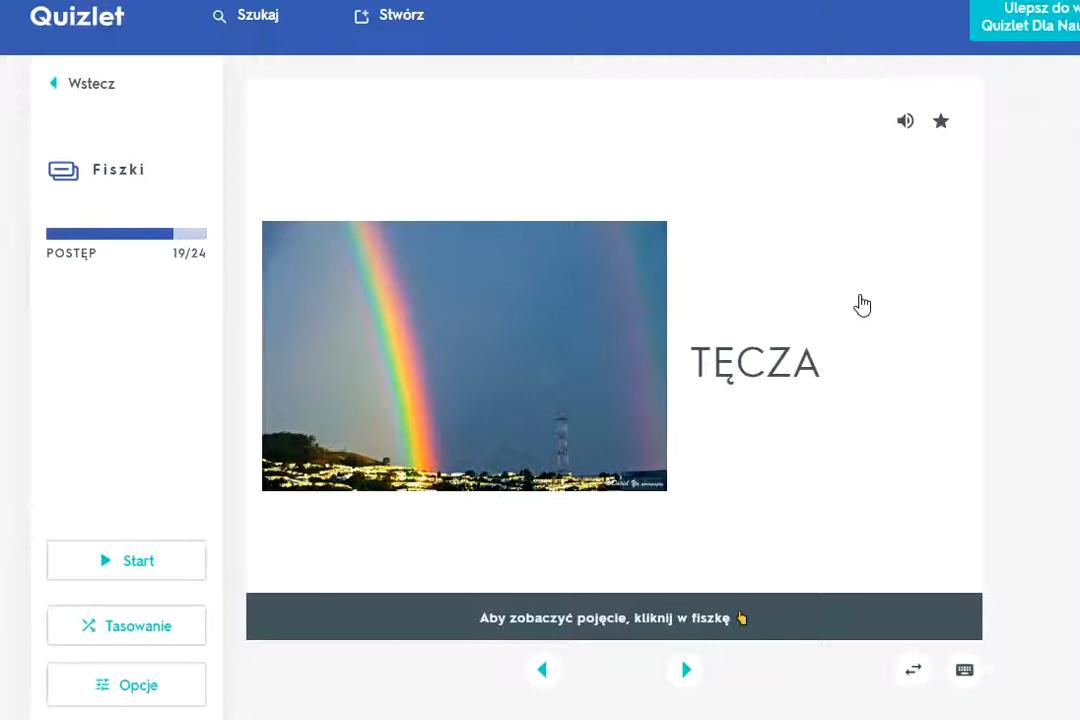 Quizlet
Szukaj
Stwórz
Ulepsz do w
Quizlet Dla Nau
Wstecz
Fiszki
POSTĘP 19/24
TĘCZA
Start
Tasowanie
Opcje
Aby zobaczyć pojęcie, kliknij w fiszkę